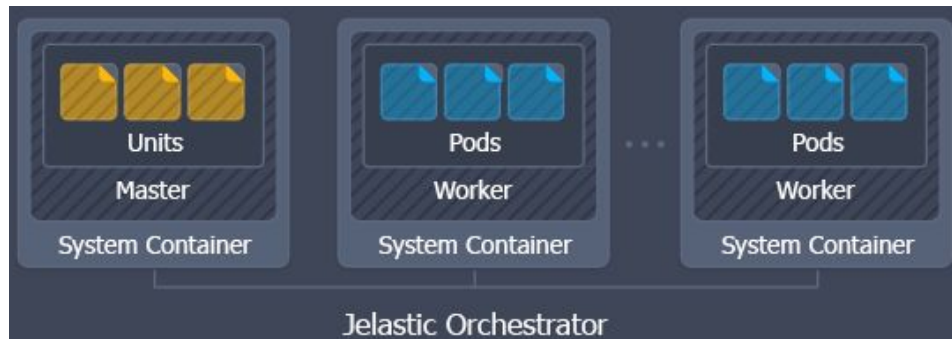 Units
Pods
Pods
Master
Worker
...
Worker
System Container
System Container
System Container
Jelastic Orchestrator